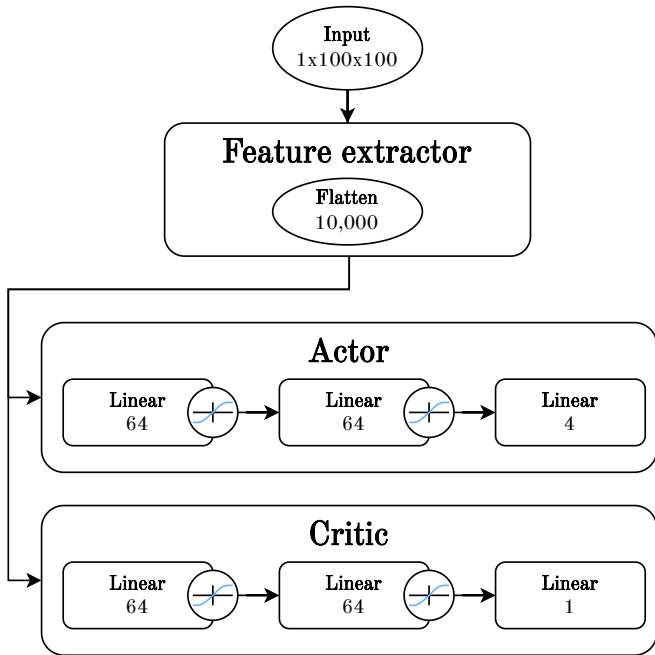 Input
1x100x100
Feature extractor
Flatten
10,000
Actor
Linear
64
Linear
64
Linear
4
Critic
Linear
64
Linear
64
Linear
1